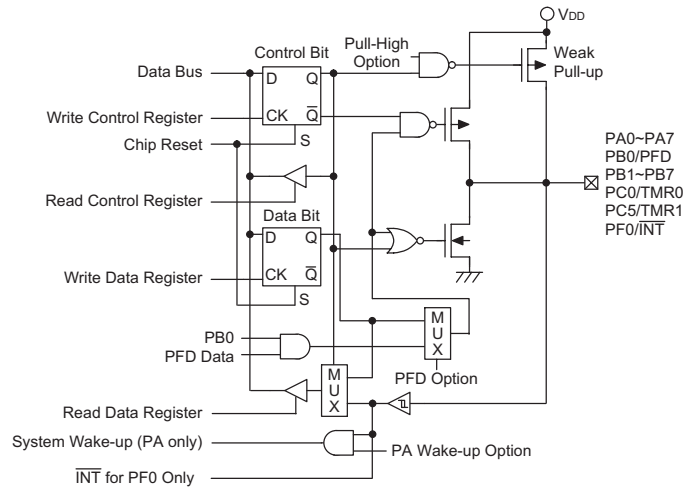 VDD
Control Bit
Pull-High
Option
Weak
Pull-up
Data Bus
D
Q
Write Control Register
CK
Q
Chip Reset
S
PA0~PA7
PB0/PFD
PB1~PB7
PC0/TMR0
PC5/TMR1
PF0/INT
Read Control Register
Data Bit
D
Q
Write Data Register
CK
Q
S
M
U
X
PB0
PFD Data
PFD Option
M
U
X
Read Data Register
System Wake-up (PA only)
PA Wake-up Option
INT for PF0 Only